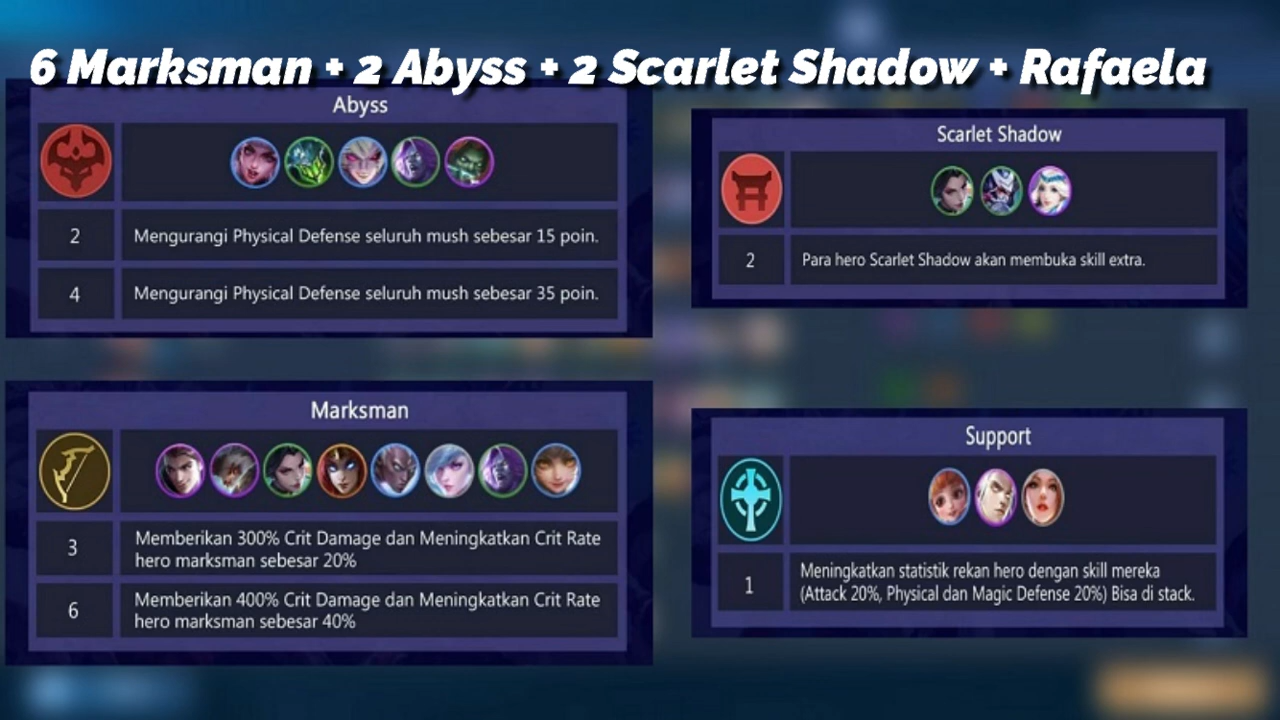 6 Marksman + 2 Abyss + 2 Scarlet Shadow + Rafaela
Abyss
2
Mengurangi Physical Defense seluruh mush sebesar 15 poin.
4
Mengurangi Physical Defense seluruh mush sebesar 35 poin.
Scarlet Shadow
2
Para hero Scarlet Shadow akan membuka skill extra.
Marksman
3
Memberikan 300% Crit Damage dan Meningkatkan Crit Rate
hero marksman sebesar 20%
6
Memberikan 400% Crit Damage dan Meningkatkan Crit Rate
hero marksman sebesar 40%
Support
1
Meningkatkan statistik rekan hero dengan skill mereka
(Attack 20%, Physical dan Magic Defense 20%) Bisa di stack.